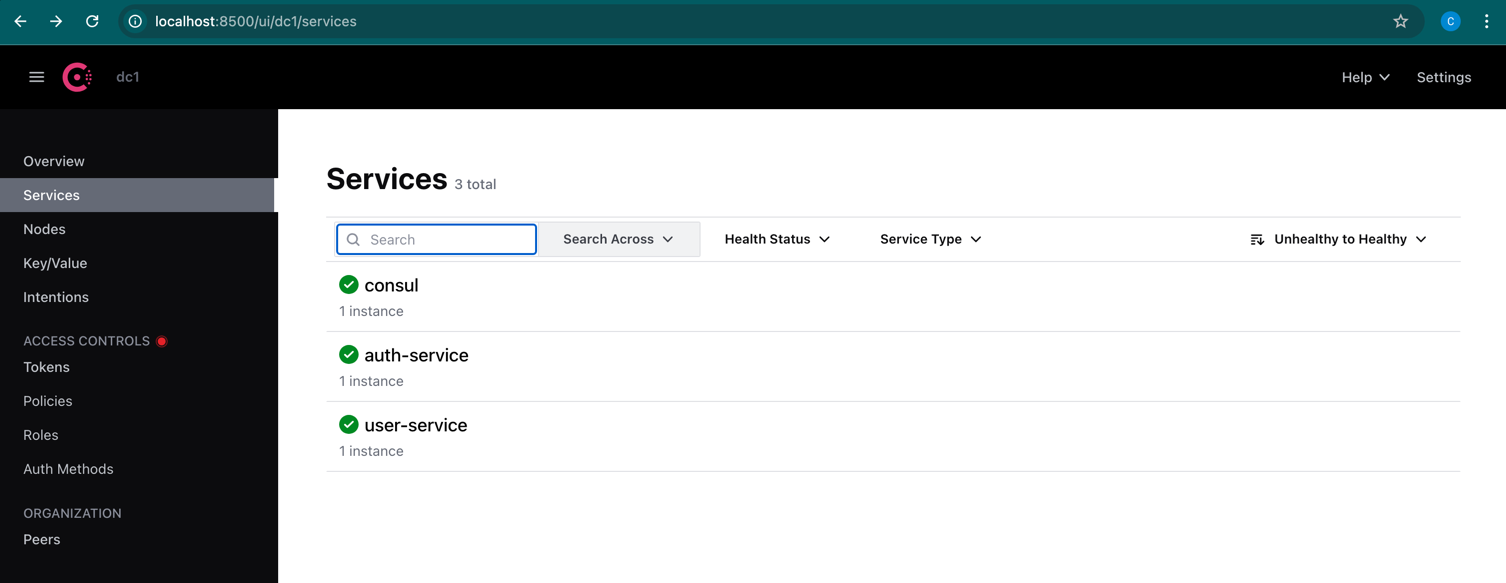 localhost:8500/ui/dc1/services
C
dc1
Help
Settings
Overview
Services
Nodes
Key/Value
Intentions
ACCESS CONTROLS
Tokens
Policies
Roles
Auth Methods
ORGANIZATION
Peers
Services 3 total
Search
Search Across
Health Status
Service Type
Unhealthy to Healthy
consul
1 instance
auth-service
1 instance
user-service
1 instance